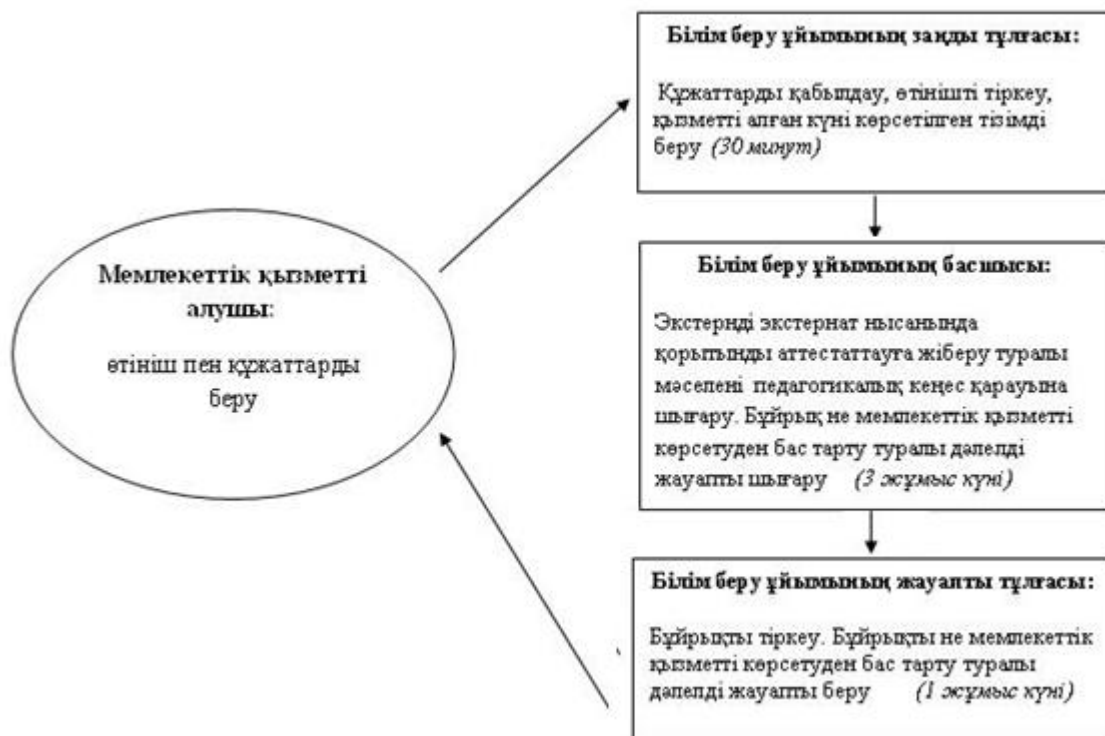 Мемлекеттік қызметті
алушы:
өтініш пен құжаттарды
беру
Білім беру ұйымының заңды тұлғасы:
Құжаттарды қабылдау, өтінішті тіркеу,
қызметті алған күні көрсетілген тізімді
беру (30 минут)
Білім беру ұйымының басшысы:
Экстернді экстернат нысанында
қорытынды аттестаттауға жіберу туралы
мәселені педагогикалық кеңес қарауына
шығару. Бұйрық не мемлекеттік қызметті
көрсетуден бас тарту туралы дәлелді
жауапты шығару (3 жұмыс күні)
Білім беру ұйымының жауапты тұлғасы:
Бұйрықты тіркеу. Бұйрықты не мемлекеттік
қызметті көрсетуден бас тарту туралы
дәлелді жауапты беру (1 жұмыс күні)